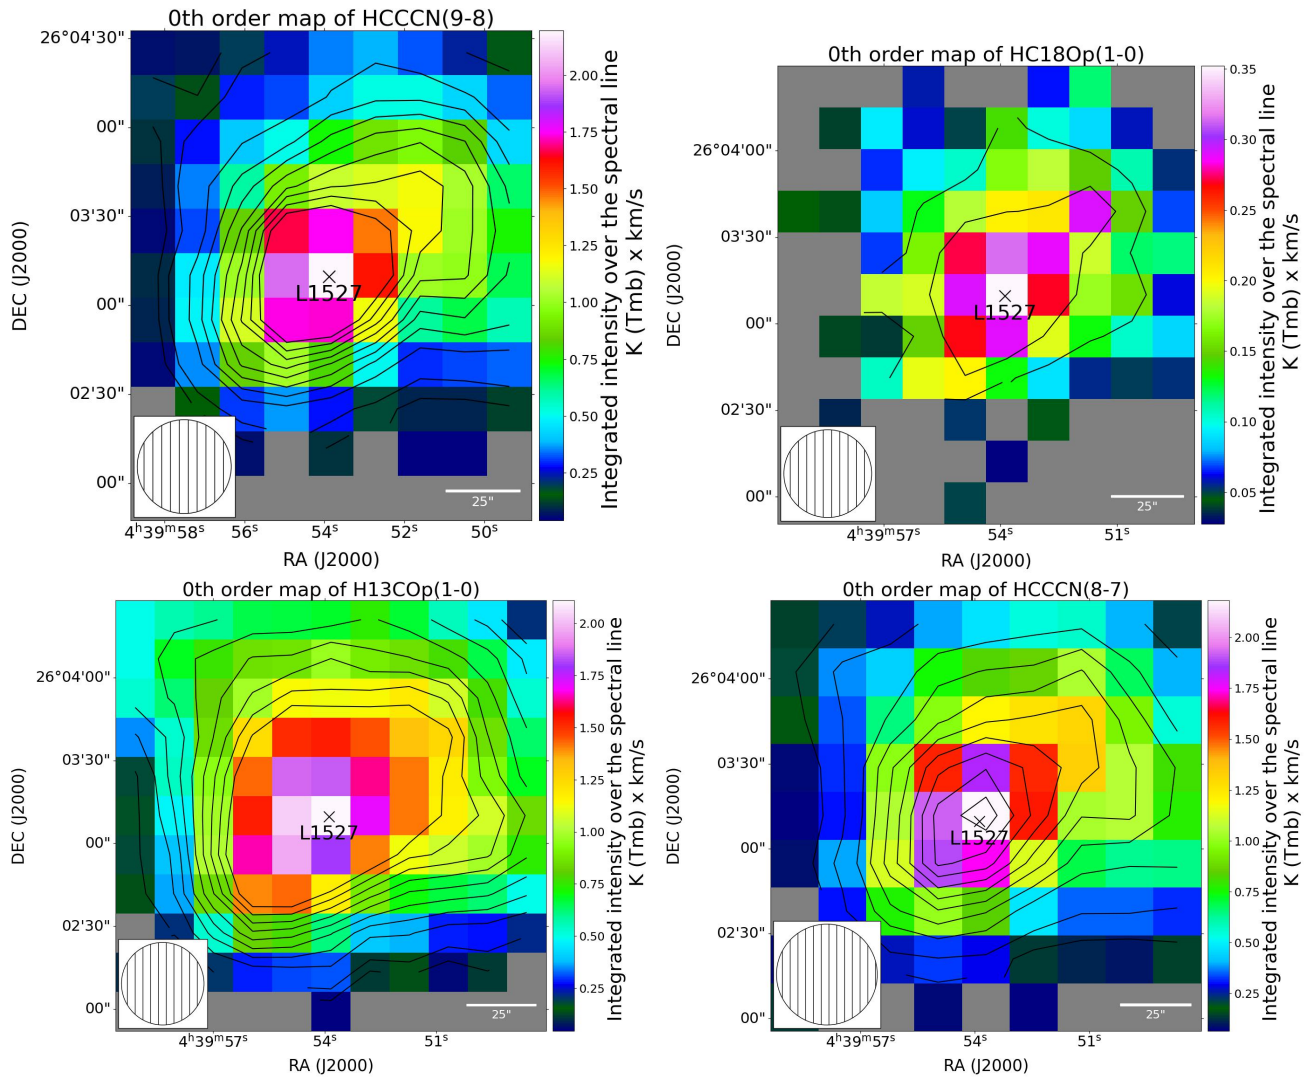 0th order map of HCCCN(9-8)
26°04'30"
00"
03'30"
00"
02'30"
00"
DEC (J2000)
L1527
25"
4ʰ39ᵐ58ˢ
56ˢ
54ˢ
52ˢ
50ˢ
RA (J2000)
2.00
1.75
1.50
1.25
1.00
0.75
0.50
0.25
Integrated intensity over the spectral line
K (Tmb) x km/s
0th order map of HC18Op(1-0)
26°04'00"
03'30"
00"
02'30"
00"
DEC (J2000)
L1527
25"
4ʰ39ᵐ57ˢ
54ˢ
51ˢ
RA (J2000)
0.35
0.30
0.25
0.20
0.15
0.10
0.05
Integrated intensity over the spectral line
K (Tmb) x km/s
0th order map of H13COp(1-0)
26°04'00"
03'30"
00"
02'30"
00"
DEC (J2000)
L1527
25"
4ʰ39ᵐ57ˢ
54ˢ
51ˢ
RA (J2000)
2.00
1.75
1.50
1.25
1.00
0.75
0.50
0.25
Integrated intensity over the spectral line
K (Tmb) x km/s
0th order map of HCCCN(8-7)
26°04'00"
03'30"
00"
02'30"
00"
DEC (J2000)
L1527
25"
4ʰ39ᵐ57ˢ
54ˢ
51ˢ
RA (J2000)
2.00
1.75
1.50
1.25
1.00
0.75
0.50
0.25
Integrated intensity over the spectral line
K (Tmb) x km/s